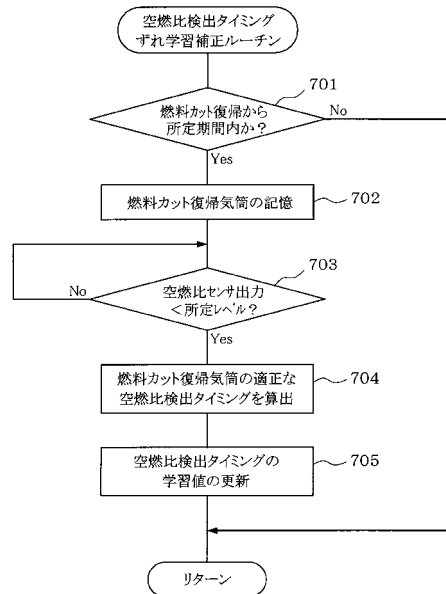 空燃比検出タイミング
ずれ学習補正ルーチン
701
燃料カット復帰から
所定期間内か？
No
Yes
燃料カット復帰気筒の記憶
702
703
空燃比センサ出力
＜所定レベル？
No
Yes
燃料カット復帰気筒の適正な
空燃比検出タイミングを算出
704
空燃比検出タイミングの
学習値の更新
705
リターン